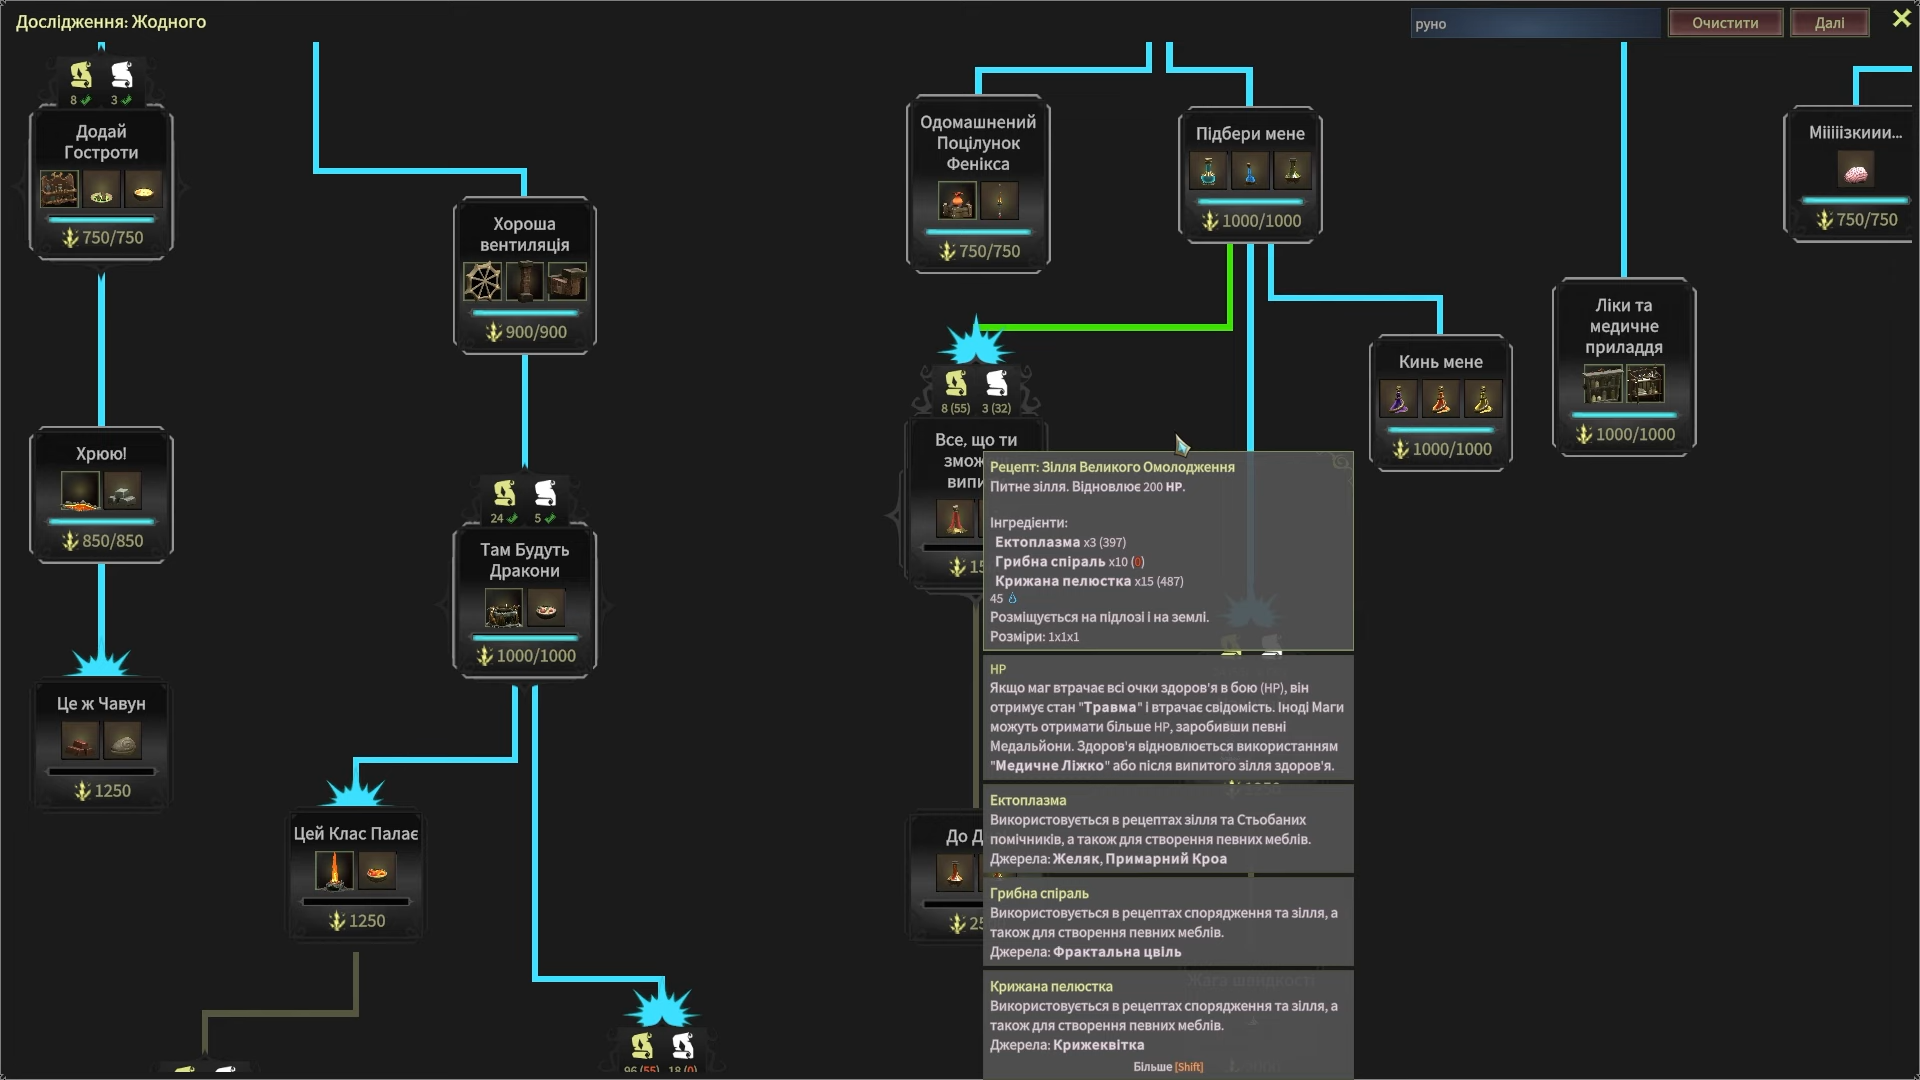 Дослідження: Жодного
руно
Очистити
Далі
8 3
Додай
Гостроти
750/750
Хрюю!
850/850
Це ж Чавун
1250
Хороша
вентиляція
900/900
24 5
Там Будуть
Дракони
1000/1000
Цей Клас Палає
1250
96 (55) 18 (0)
Одомашнений
Поцілунок
Фенікса
750/750
Підбери мене
1000/1000
8 (55) 3 (32)
Все, що ти
Кинь мене
1000/1000
Ліки та
медичне
приладдя
1000/1000
Міііііізкиии...
750/750
Рецепт: Зілля Великого Омолодження
Питне зілля. Відновлює 200 HP.
Інгредієнти:
Ектоплазма x3 (397)
Грибна спіраль x10 (0)
Крижана пелюстка x15 (487)
45
Розміщується на підлозі і на землі.
Розміри: 1x1x1
HP
Якщо маг втрачає всі очки здоров'я в бою (HP), він
отримує стан "Травма" і втрачає свідомість. Іноді Маги
можуть отримати більше HP, заробивши певні
Медальйони. Здоров'я відновлюється використанням
"Медичне Ліжко" або після випитого зілля здоров'я.
Ектоплазма
Використовується в рецептах зілля та Стьобаних
помічників, а також для створення певних меблів.
Джерела: Желяк, Примарний Кроа
Грибна спіраль
Використовується в рецептах спорядження та зілля, а
також для створення певних меблів.
Джерела: Фрактальна цвіль
Крижана пелюстка
Використовується в рецептах спорядження та зілля, а
також для створення певних меблів.
Джерела: Крижеквітка
Більше [Shift]